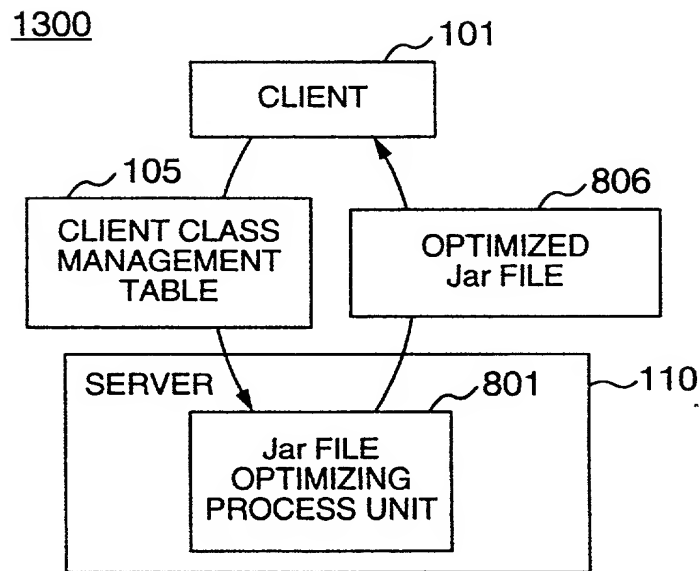 1300
101
CLIENT
105
806
CLIENT CLASS
MANAGEMENT
TABLE
OPTIMIZED
Jar FILE
SERVER
801
110
Jar FILE
OPTIMIZING
PROCESS UNIT